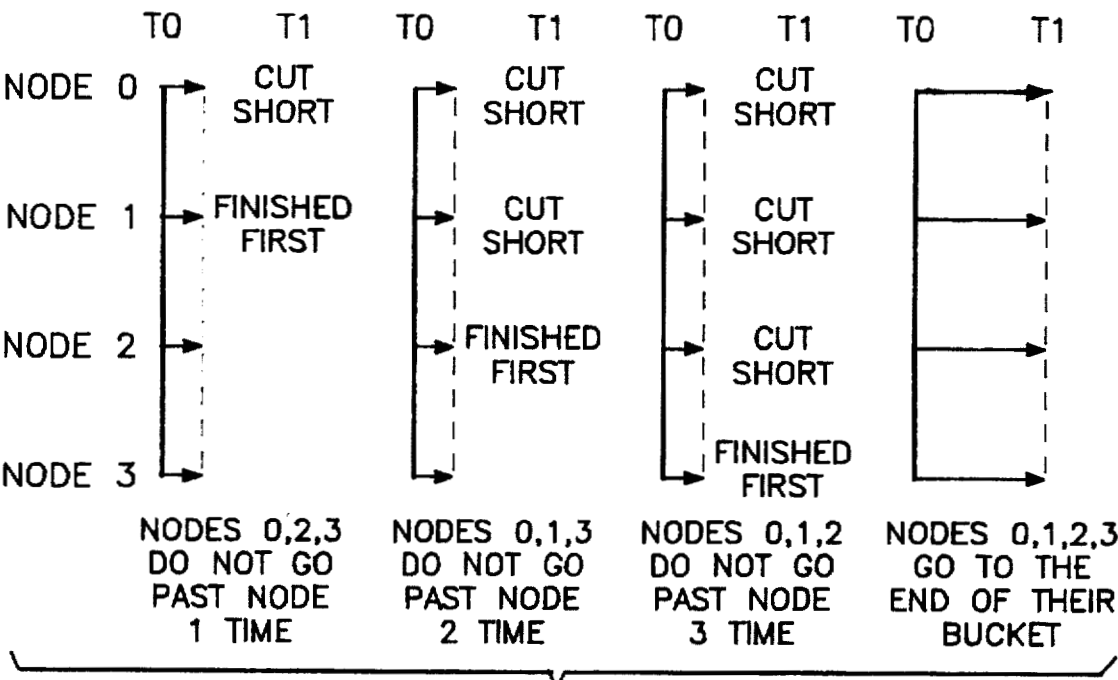 T0 T1 T0 T1 T0 T1 T0 T1
NODE 0 CUT SHORT CUT SHORT CUT SHORT
NODE 1 FINISHED FIRST CUT SHORT CUT SHORT
NODE 2 FINISHED FIRST CUT SHORT
NODE 3 FINISHED FIRST
NODES 0,2,3
DO NOT GO
PAST NODE
1 TIME
NODES 0,1,3
DO NOT GO
PAST NODE
2 TIME
NODES 0,1,2
DO NOT GO
PAST NODE
3 TIME
NODES 0,1,2,3
GO TO THE
END OF THEIR
BUCKET